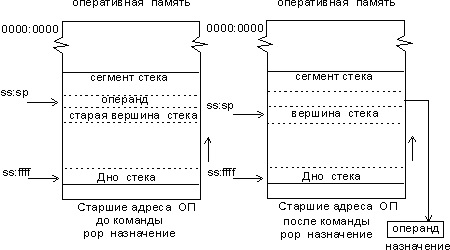 оперативная память
оперативная память
0000:0000
0000:0000
сегмент стека
сегмент стека
ss:sp
операнд
ss:sp
старая вершина стека
вершина стека
ss:ffff
Дно стека
ss:ffff
Дно стека
Старшие адреса ОП
до команды
pop назначение
Старшие адреса ОП
после команды
pop назначение
операнд
назначение